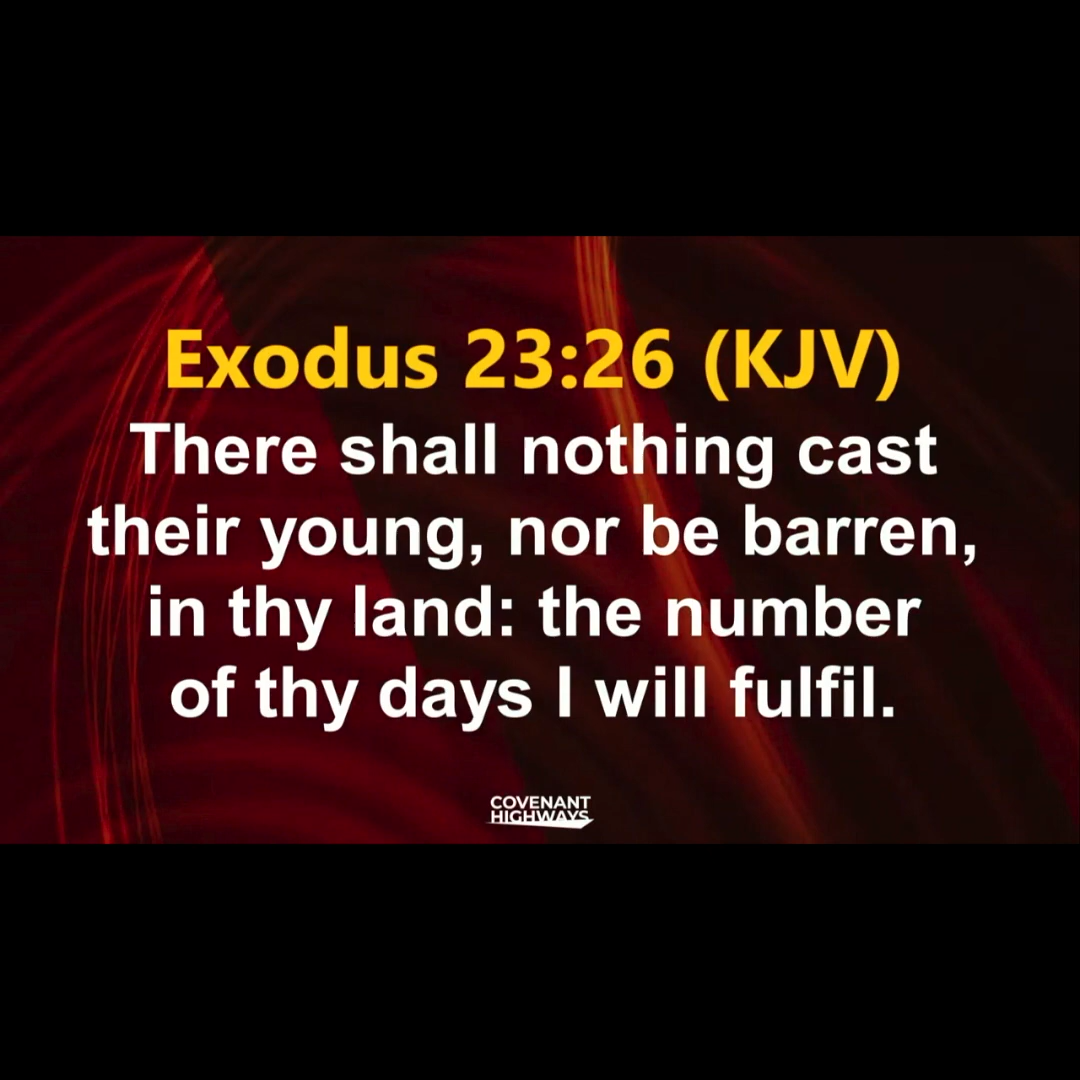 Exodus 23:26 (KJV)
There shall nothing cast
their young, nor be barren,
in thy land: the number
of thy days I will fulfil.
COVENANT
HIGHWAYS